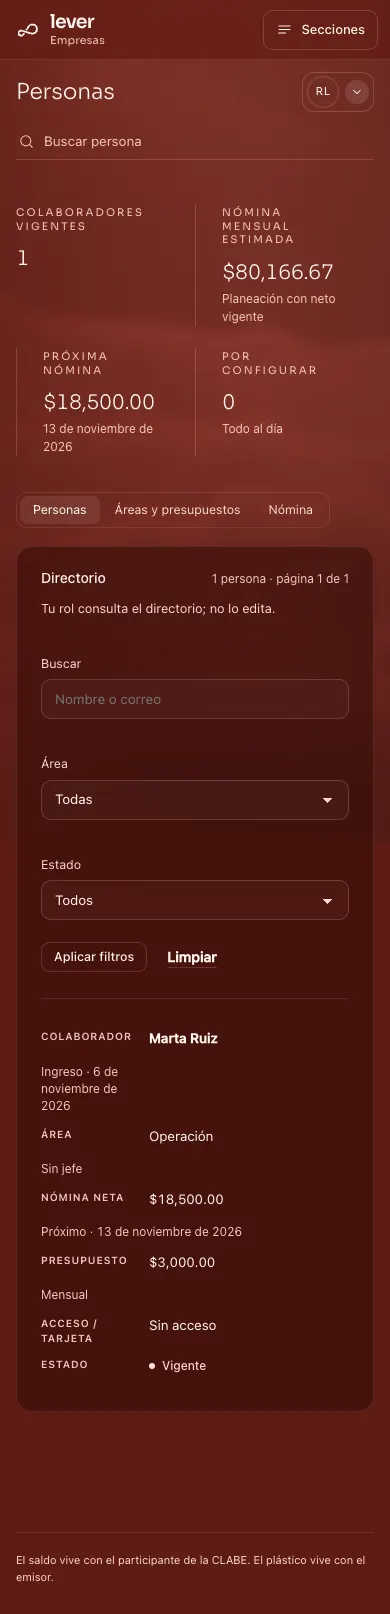 lever
Empresas
Secciones
Personas
RL
Buscar persona
COLABORADORES
VIGENTES
1
NÓMINA
MENSUAL
ESTIMADA
$80,166.67
Planeación con neto
vigente
PRÓXIMA
NÓMINA
$18,500.00
13 de noviembre de
2026
POR
CONFIGURAR
0
Todo al día
Personas
Áreas y presupuestos
Nómina
Directorio
1 persona · página 1 de 1
Tu rol consulta el directorio; no lo edita.
Buscar
Nombre o correo
Área
Todas
Estado
Todos
Aplicar filtros
Limpiar
COLABORADOR
Marta Ruiz
Ingreso · 6 de
noviembre de
2026
ÁREA
Operación
Sin jefe
NÓMINA NETA
$18,500.00
Próximo · 13 de noviembre de 2026
PRESUPUESTO
$3,000.00
Mensual
ACCESO /
TARJETA
Sin acceso
ESTADO
Vigente
El saldo vive con el participante de la CLABE. El plástico vive con el
emisor.